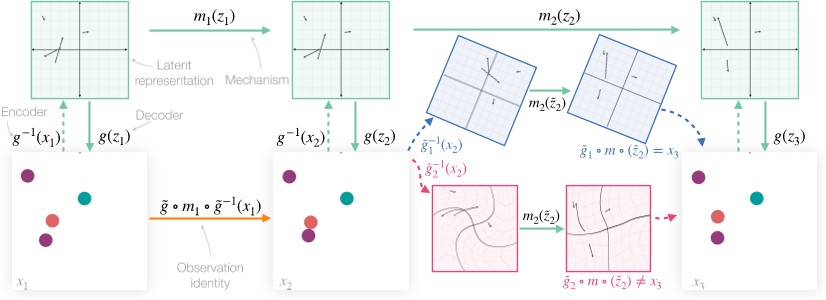 m₁(z₁)
m₂(z₂)
Latent
representation
Mechanism
Encoder
Decoder
g⁻¹(x₁)
g(z₁)
g⁻¹(x₂)
g(z₂)
g̃₁⁻¹(x₂)
g̃₂⁻¹(x₂)
m₂(z̃₂)
g̃₁ ∘ m ∘ (z̃₂) = x₃
g(z₃)
g̃ ∘ m₁ ∘ g̃⁻¹(x₁)
Observation
identity
m₂(z̃₂)
g̃₂ ∘ m ∘ (z̃₂) ≠ x₃
x₁
x₂
x₃